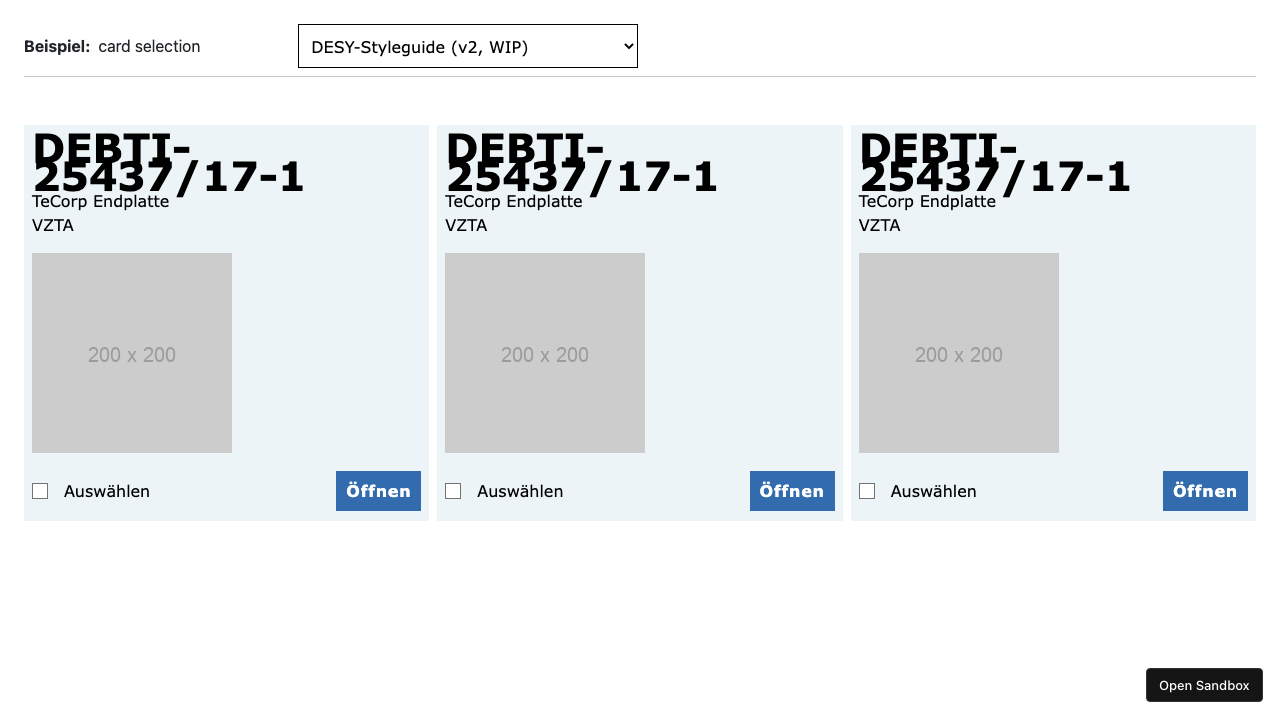 Beispiel: card selection
DESY-Styleguide (v2, WIP)
DEBTI-
25437/17-1
TeCorp Endplatte
VZTA
200 x 200
Auswählen
Öffnen
DEBTI-
25437/17-1
TeCorp Endplatte
VZTA
200 x 200
Auswählen
Öffnen
DEBTI-
25437/17-1
TeCorp Endplatte
VZTA
200 x 200
Auswählen
Öffnen
Open Sandbox